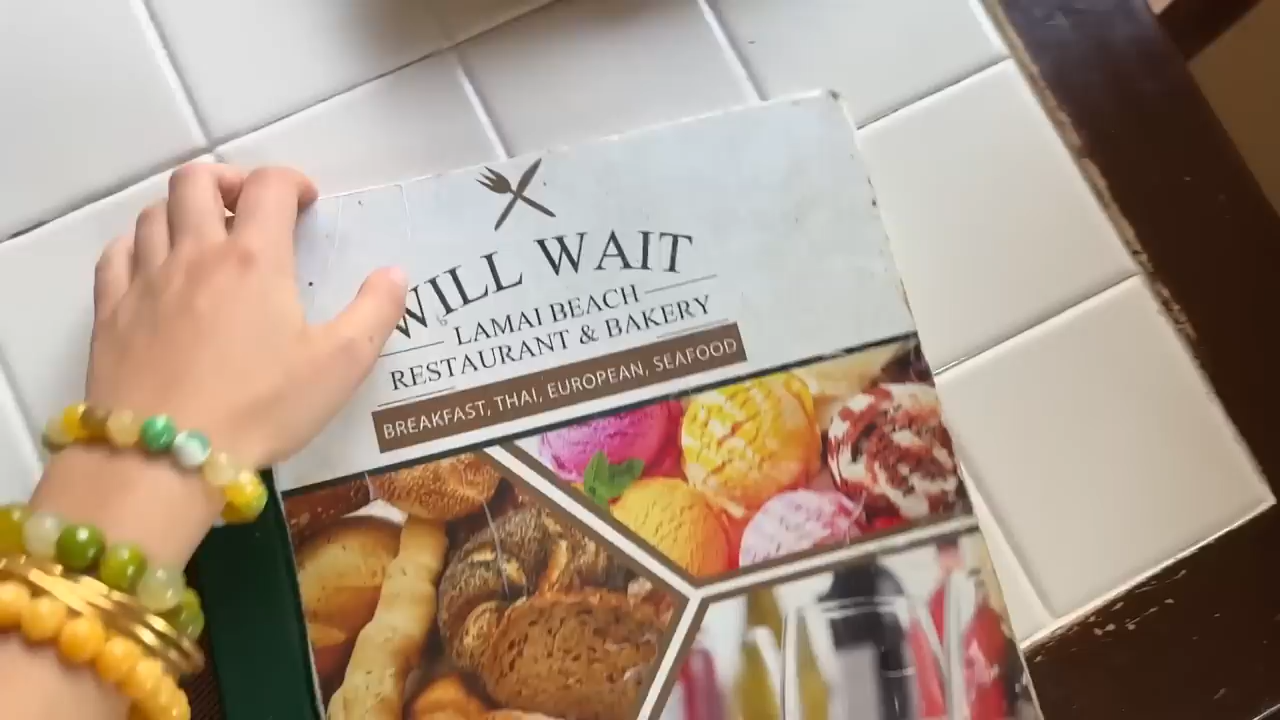 WILL WAIT
LAMAI BEACH
RESTAURANT & BAKERY
BREAKFAST, THAI, EUROPEAN, SEAFOOD